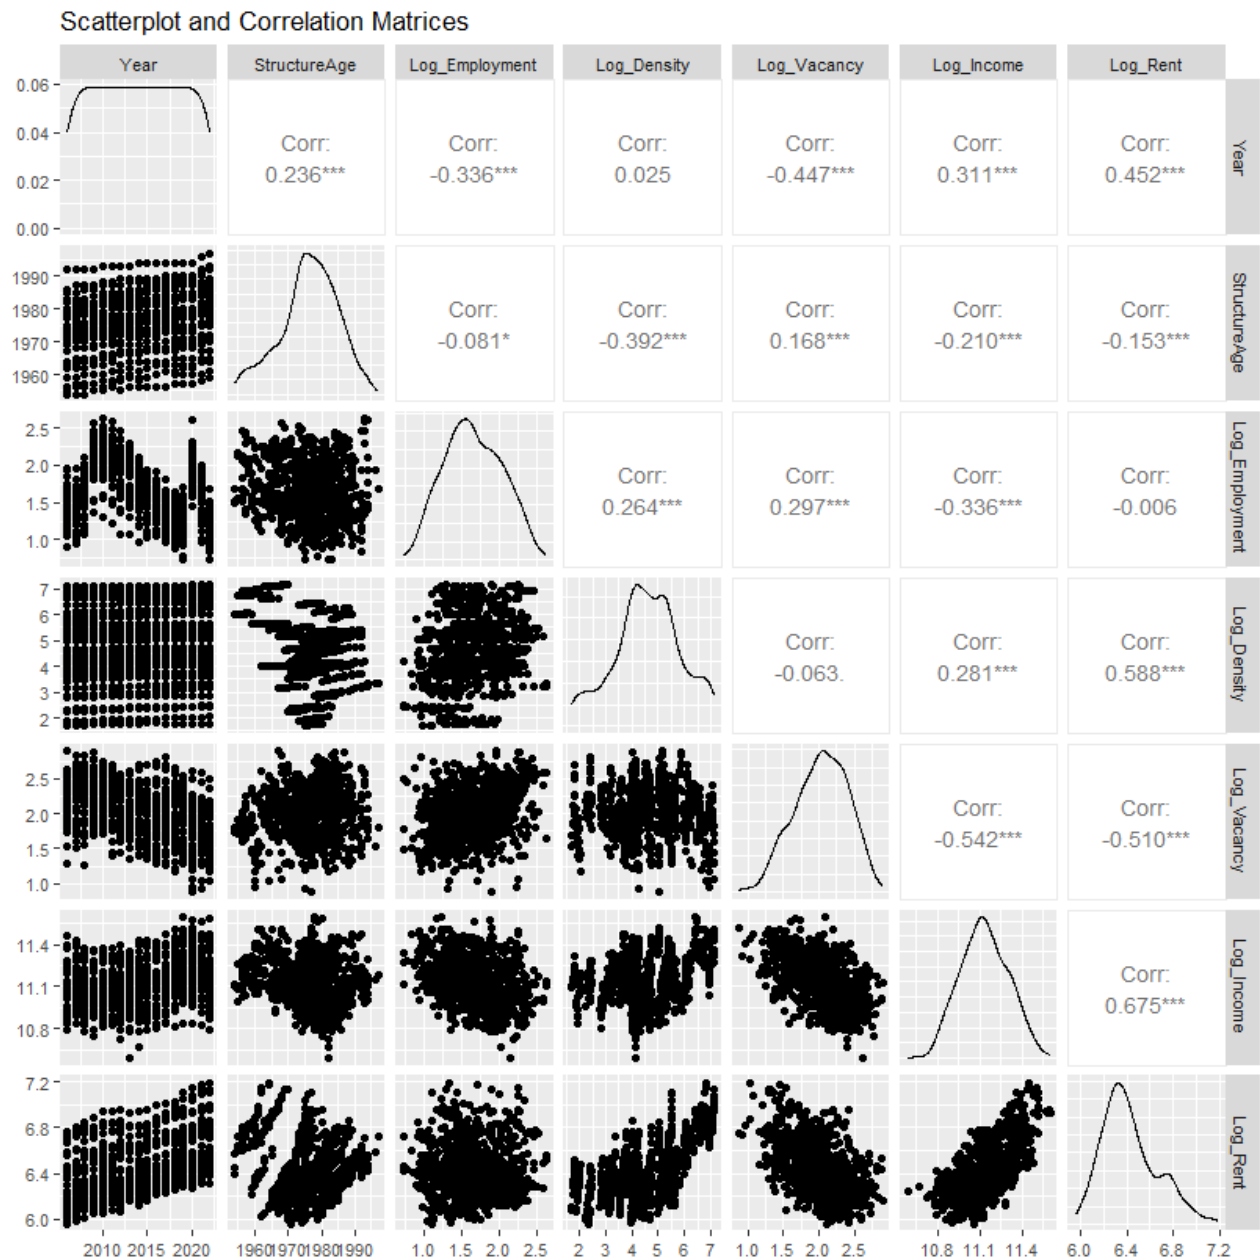 Scatterplot and Correlation Matrices
Year StructureAge Log_Employment Log_Density Log_Vacancy Log_Income Log_Rent
0.06
0.04
0.02
0.00
Corr:
0.236***
Corr:
-0.336***
Corr:
0.025
Corr:
-0.447***
Corr:
0.311***
Corr:
0.452***
Year
1990
1980
1970
1960
Corr:
-0.081*
Corr:
-0.392***
Corr:
0.168***
Corr:
-0.210***
Corr:
-0.153***
StructureAge
2.5
2.0
1.5
1.0
Corr:
0.264***
Corr:
0.297***
Corr:
-0.336***
Corr:
-0.006
Log_Employment
7
6
5
4
3
2
Corr:
-0.063.
Corr:
0.281***
Corr:
0.588***
Log_Density
2.5
2.0
1.5
1.0
Corr:
-0.542***
Corr:
-0.510***
Log_Vacancy
11.4
11.1
10.8
Corr:
0.675***
Log_Income
7.2
6.8
6.4
6.0
Log_Rent
2010 2015 2020 1960 1970 1980 1990 1.0 1.5 2.0 2.5 2 3 4 5 6 7 1.0 1.5 2.0 2.5 10.8 11.1 11.4 6.0 6.4 6.8 7.2